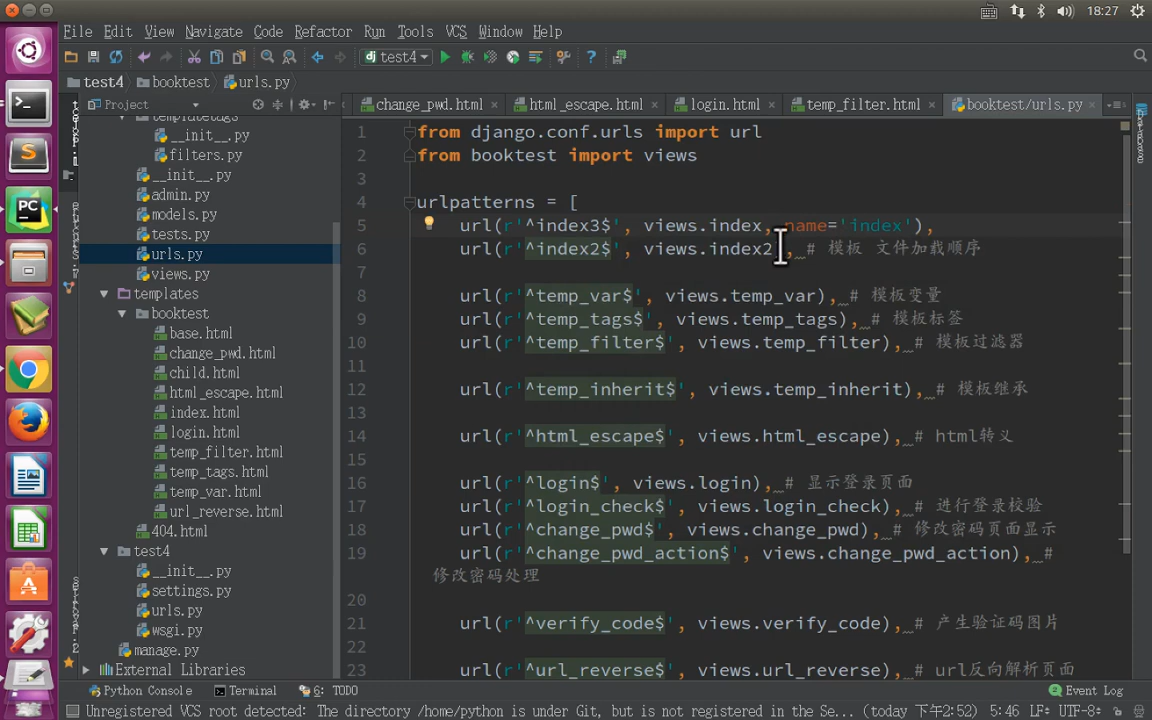 18:27
File Edit View Navigate Code Refactor Run Tools VCS Window Help
dj test4
test4 booktest urls.py
Project
change_pwd.html html_escape.html login.html temp_filter.html booktest/urls.py
templatetags
__init__.py
filters.py
__init__.py
admin.py
models.py
tests.py
urls.py
views.py
templates
booktest
base.html
change_pwd.html
child.html
html_escape.html
index.html
login.html
temp_filter.html
temp_tags.html
temp_var.html
url_reverse.html
404.html
test4
__init__.py
settings.py
urls.py
wsgi.py
manage.py
External Libraries
1 from django.conf.urls import url
2 from booktest import views
3
4 urlpatterns = [
5 url(r'^index3$', views.index, name='index'),
6 url(r'^index2$', views.index2), # 模板 文件加载顺序
7
8 url(r'^temp_var$', views.temp_var), # 模板变量
9 url(r'^temp_tags$', views.temp_tags), # 模板标签
10 url(r'^temp_filter$', views.temp_filter), # 模板过滤器
11
12 url(r'^temp_inherit$', views.temp_inherit), # 模板继承
13
14 url(r'^html_escape$', views.html_escape), # html转义
15
16 url(r'^login$', views.login), # 显示登录页面
17 url(r'^login_check$', views.login_check), # 进行登录校验
18 url(r'^change_pwd$', views.change_pwd), # 修改密码页面显示
19 url(r'^change_pwd_action$', views.change_pwd_action), #
修改密码处理
20
21 url(r'^verify_code$', views.verify_code), # 产生验证码图片
22
23 url(r'^url_reverse$', views.url_reverse), # url反向解析页面
Python Console Terminal 6: TODO Event Log
Unregistered VCS root detected: The directory /home/python is under Git, but is not registered in the Se... (today 下午2:52) 5:46 LF÷ UTF-8÷